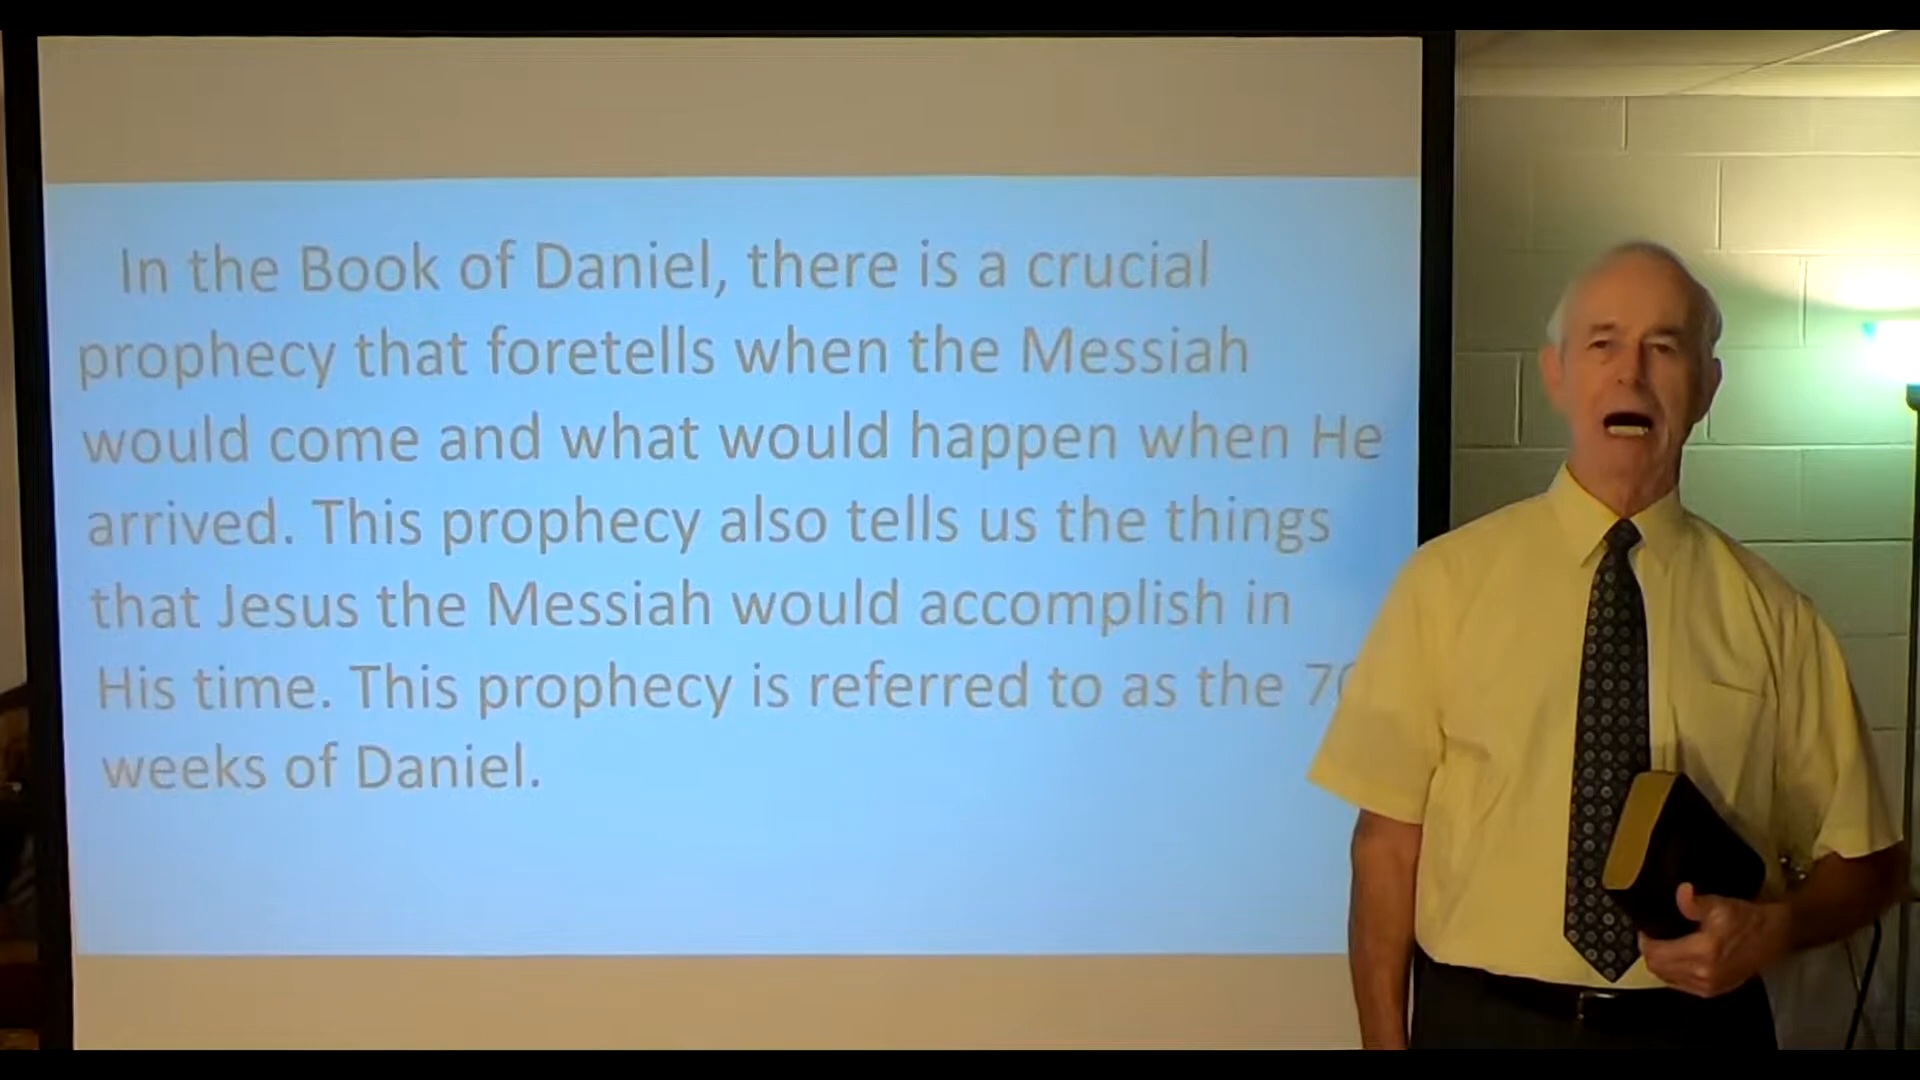 In the Book of Daniel, there is a crucial
prophecy that foretells when the Messiah
would come and what would happen when He
arrived. This prophecy also tells us the things
that Jesus the Messiah would accomplish in
His time. This prophecy is referred to as the
weeks of Daniel.